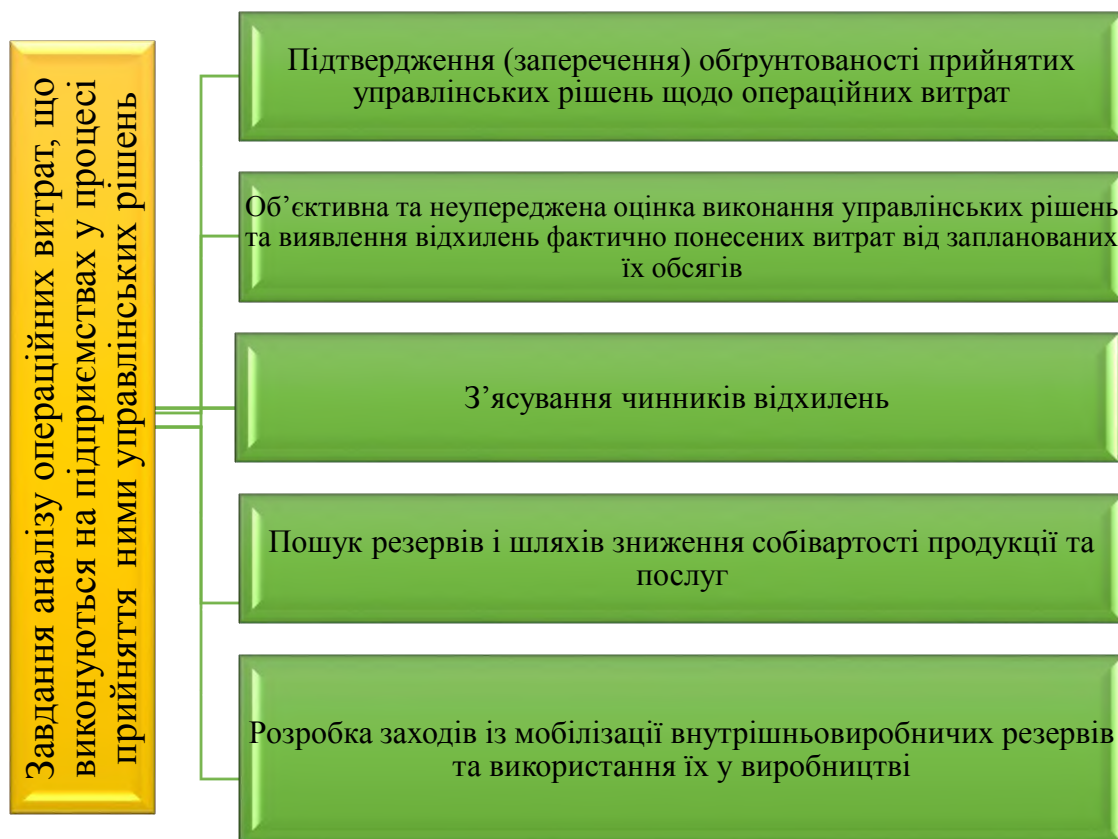 Завдання аналізу операційних витрат, що
виконуються на підприємствах у процесі
прийняття ними управлінських рішень
Підтвердження (заперечення) обґрунтованості прийнятих
управлінських рішень щодо операційних витрат
Об’єктивна та неупереджена оцінка виконання управлінських рішень
та виявлення відхилень фактично понесених витрат від запланованих
їх обсягів
З’ясування чинників відхилень
Пошук резервів і шляхів зниження собівартості продукції та
послуг
Розробка заходів із мобілізації внутрішньовиробничих резервів
та використання їх у виробництві